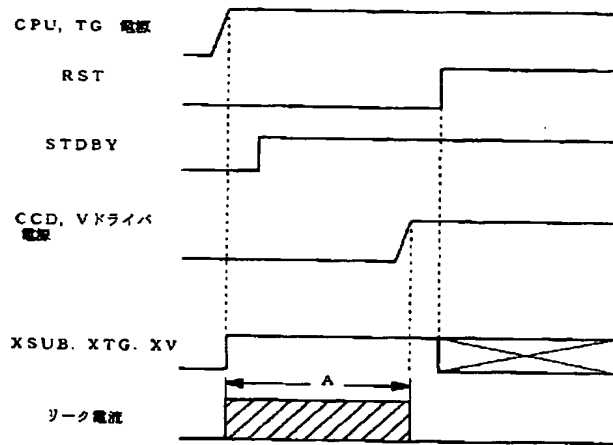 CPU, TG 電源
RST
STDBY
CCD, Vドライバ
電源
XSUB. XTG. XV
A
リーク電流